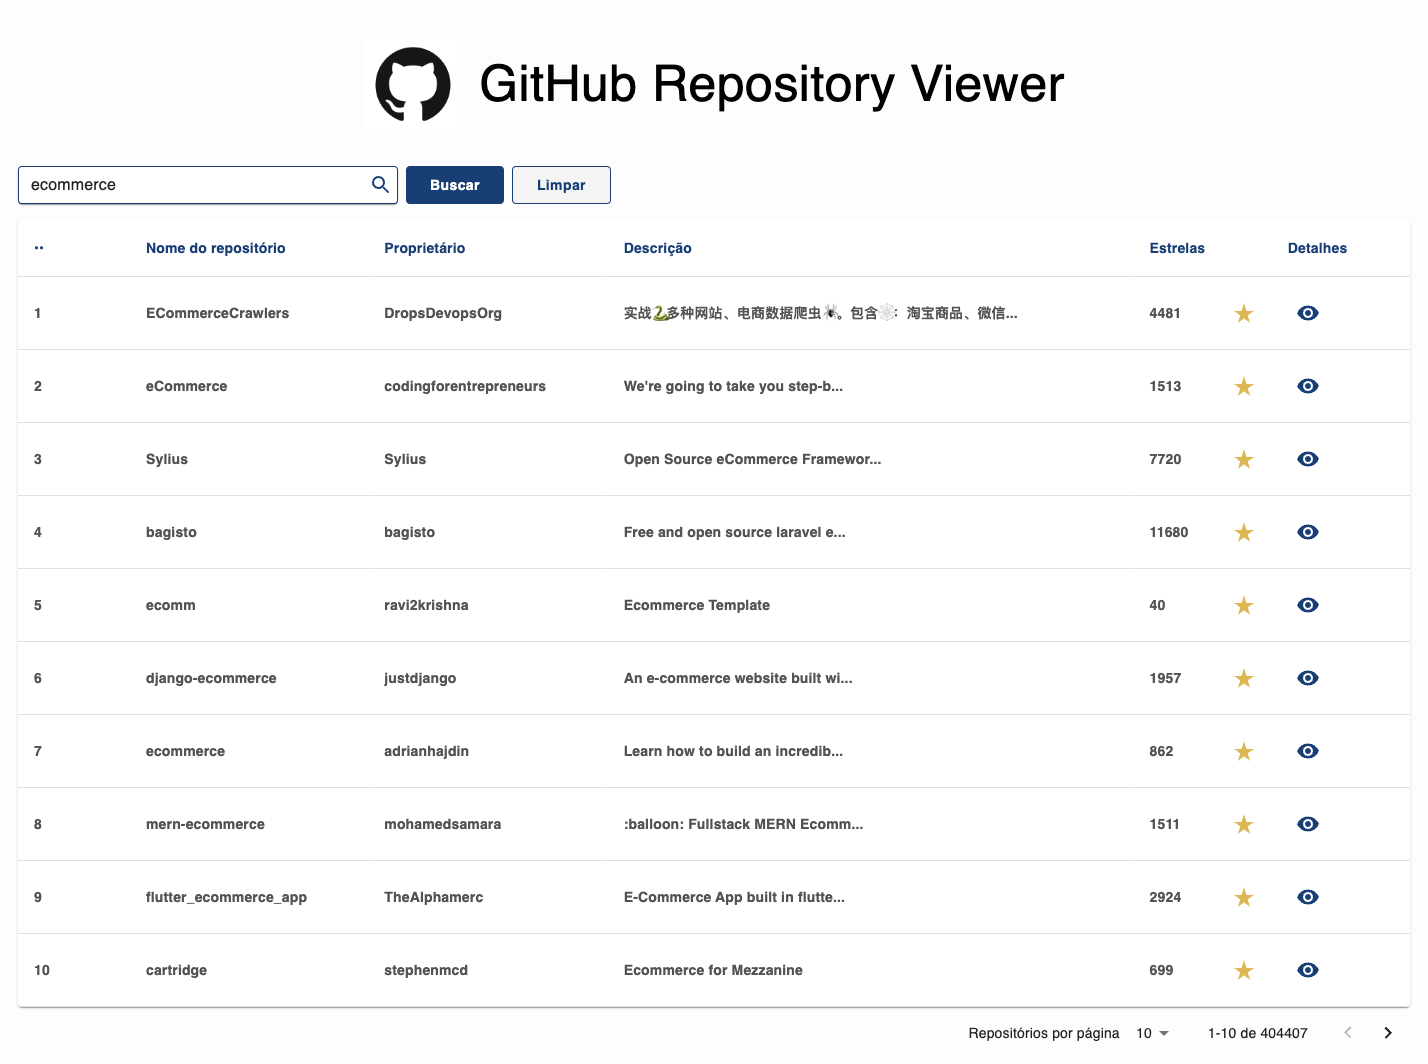 GitHub Repository Viewer
ecommerce Buscar Limpar
•• Nome do repositório Proprietário Descrição Estrelas Detalhes
1 ECommerceCrawlers DropsDevopsOrg 实战🐍多种网站、电商数据爬虫🕷。包含🕸：淘宝商品、微信... 4481
2 eCommerce codingforentrepreneurs We're going to take you step-b... 1513
3 Sylius Sylius Open Source eCommerce Framewor... 7720
4 bagisto bagisto Free and open source laravel e... 11680
5 ecomm ravi2krishna Ecommerce Template 40
6 django-ecommerce justdjango An e-commerce website built wi... 1957
7 ecommerce adrianhajdin Learn how to build an incredib... 862
8 mern-ecommerce mohamedsamara :balloon: Fullstack MERN Ecomm... 1511
9 flutter_ecommerce_app TheAlphamerc E-Commerce App built in flutte... 2924
10 cartridge stephenmcd Ecommerce for Mezzanine 699
Repositórios por página 10 1-10 de 404407